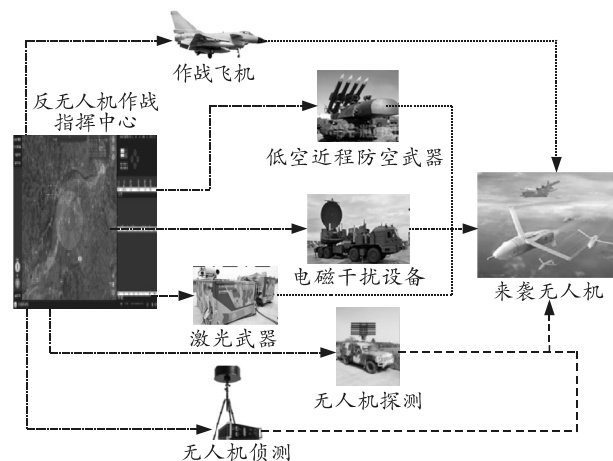 作战飞机
反无人机作战
指挥中心
低空近程防空武器
电磁干扰设备
来袭无人机
激光武器
无人机探测
无人机侦测